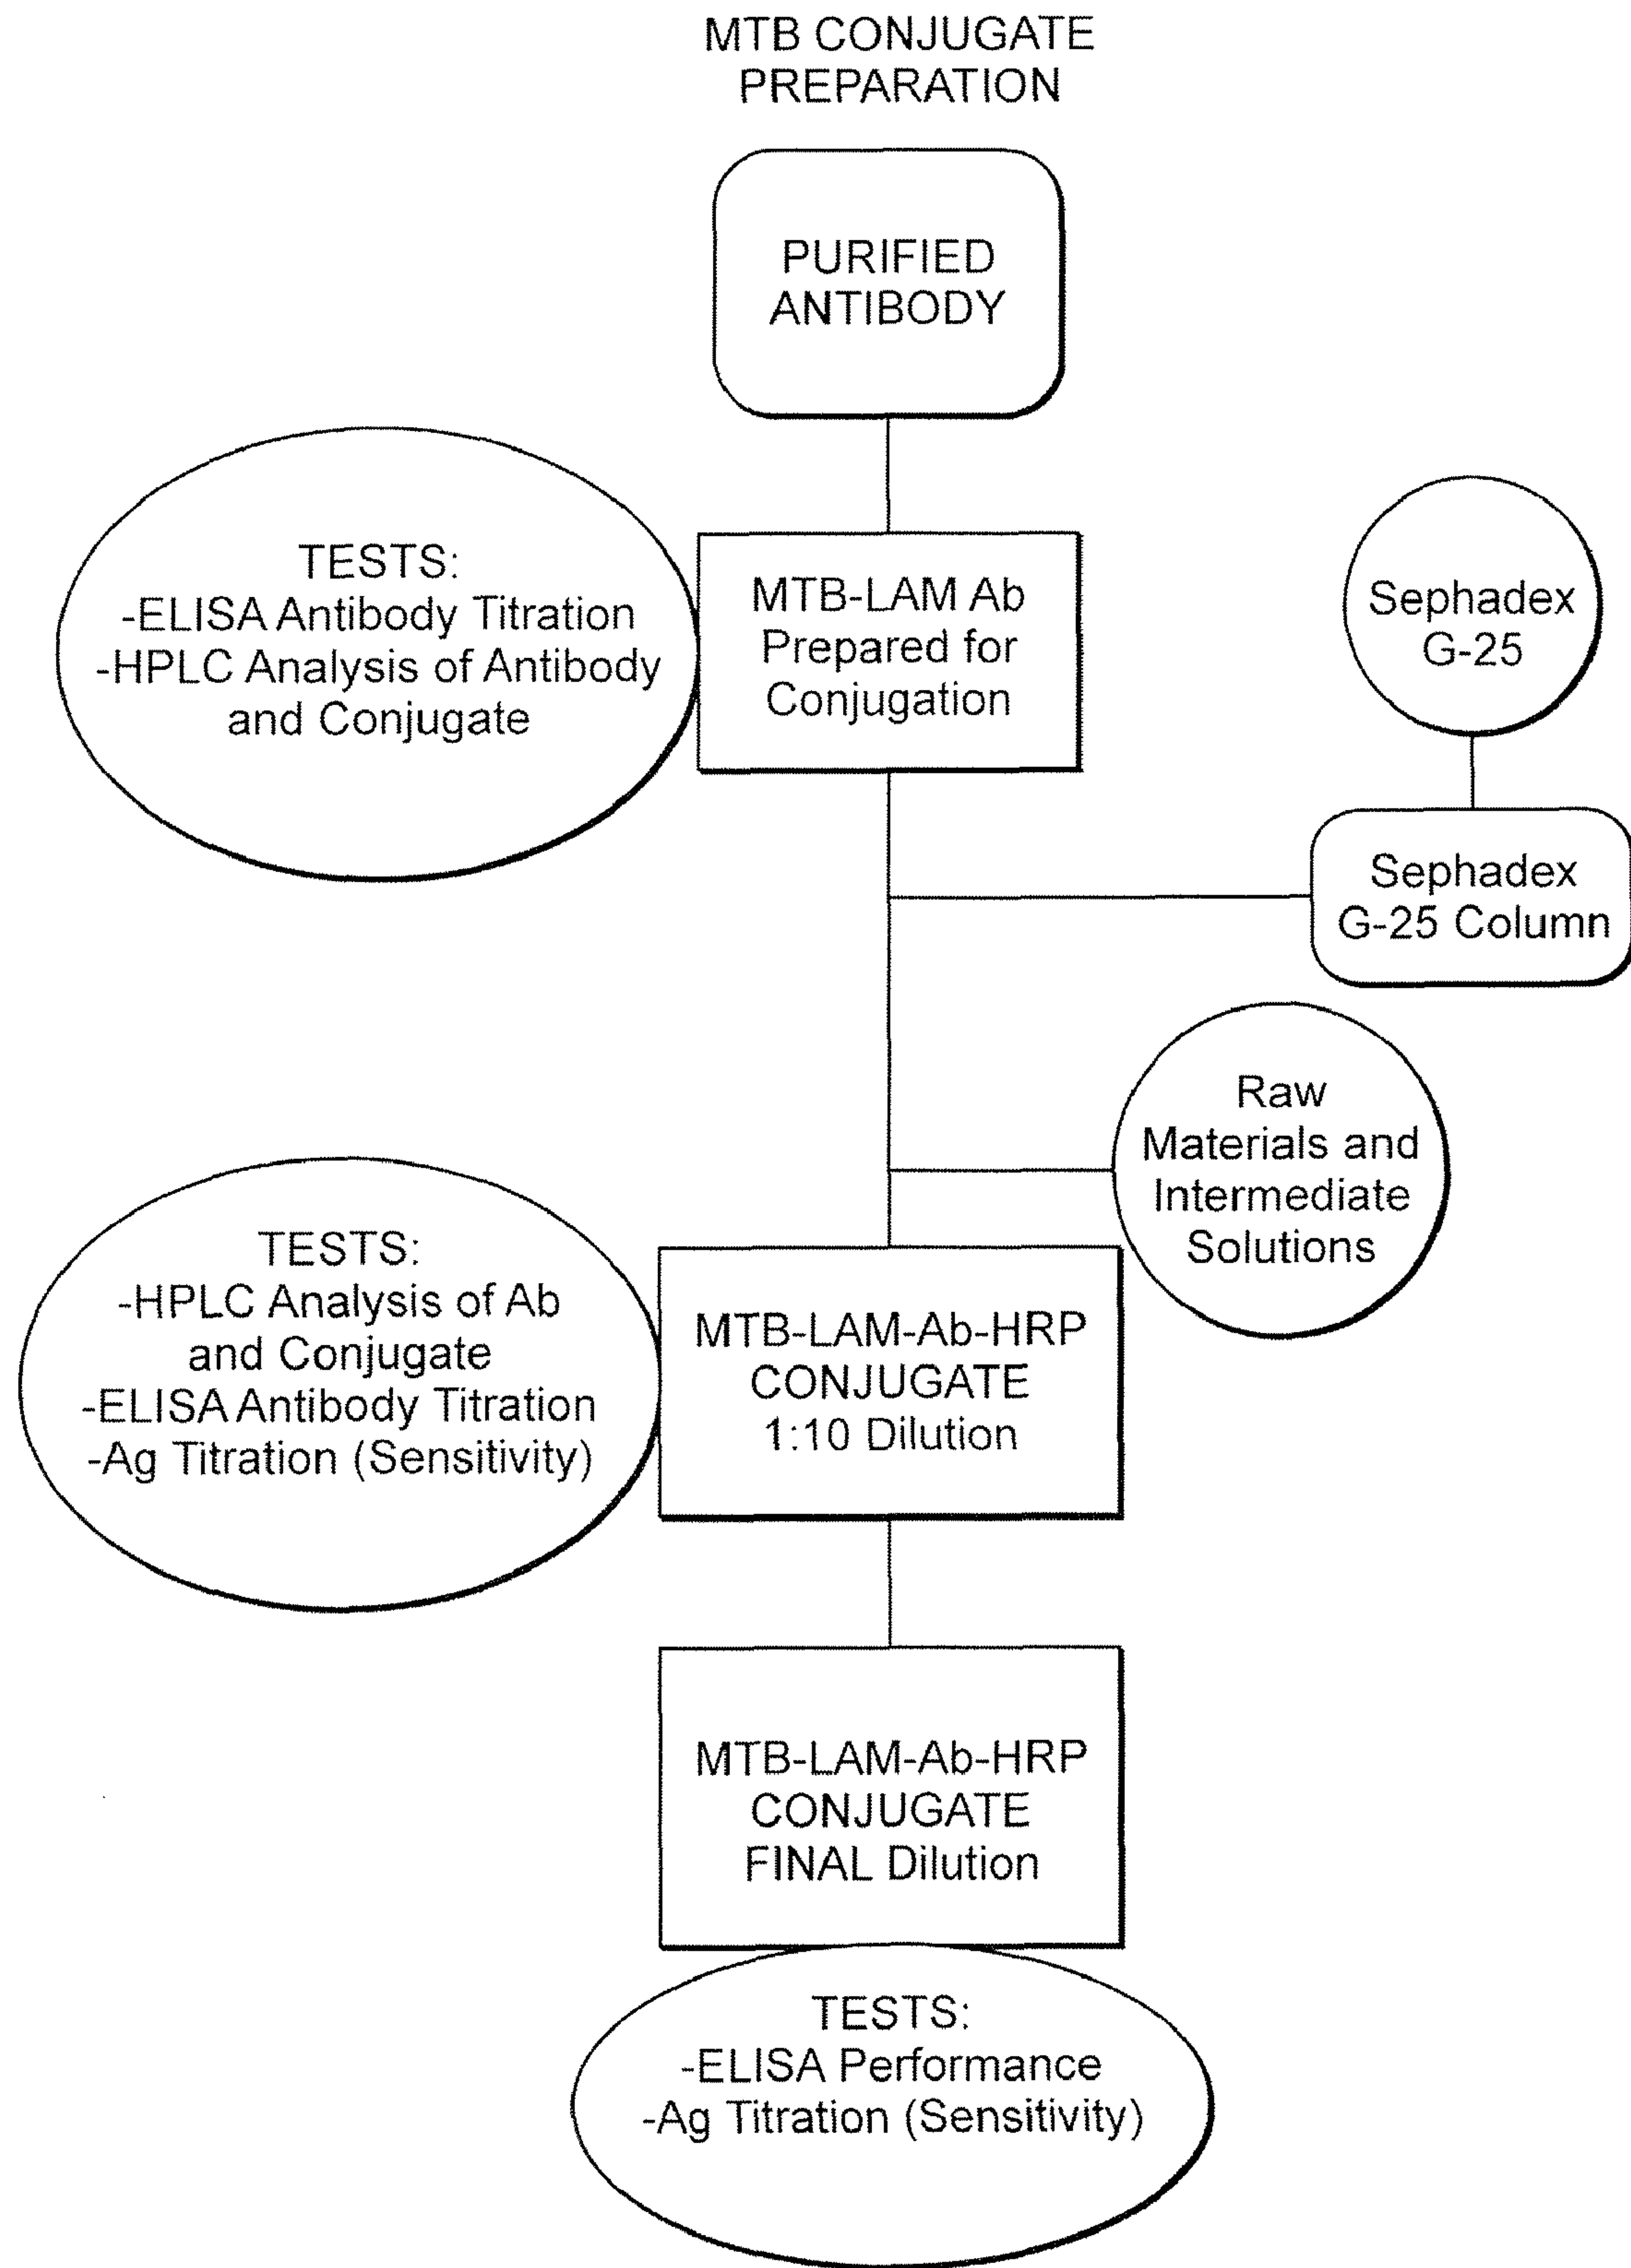 MTB CONJUGATE
PREPARATION
PURIFIED
ANTIBODY
TESTS:
-ELISA Antibody Titration
-HPLC Analysis of Antibody
and Conjugate
MTB-LAM Ab
Prepared for
Conjugation
Sephadex
G-25
Sephadex
G-25 Column
Raw
Materials and
Intermediate
Solutions
TESTS:
-HPLC Analysis of Ab
and Conjugate
-ELISA Antibody Titration
-Ag Titration (Sensitivity)
MTB-LAM-Ab-HRP
CONJUGATE
1:10 Dilution
MTB-LAM-Ab-HRP
CONJUGATE
FINAL Dilution
TESTS:
-ELISA Performance
-Ag Titration (Sensitivity)